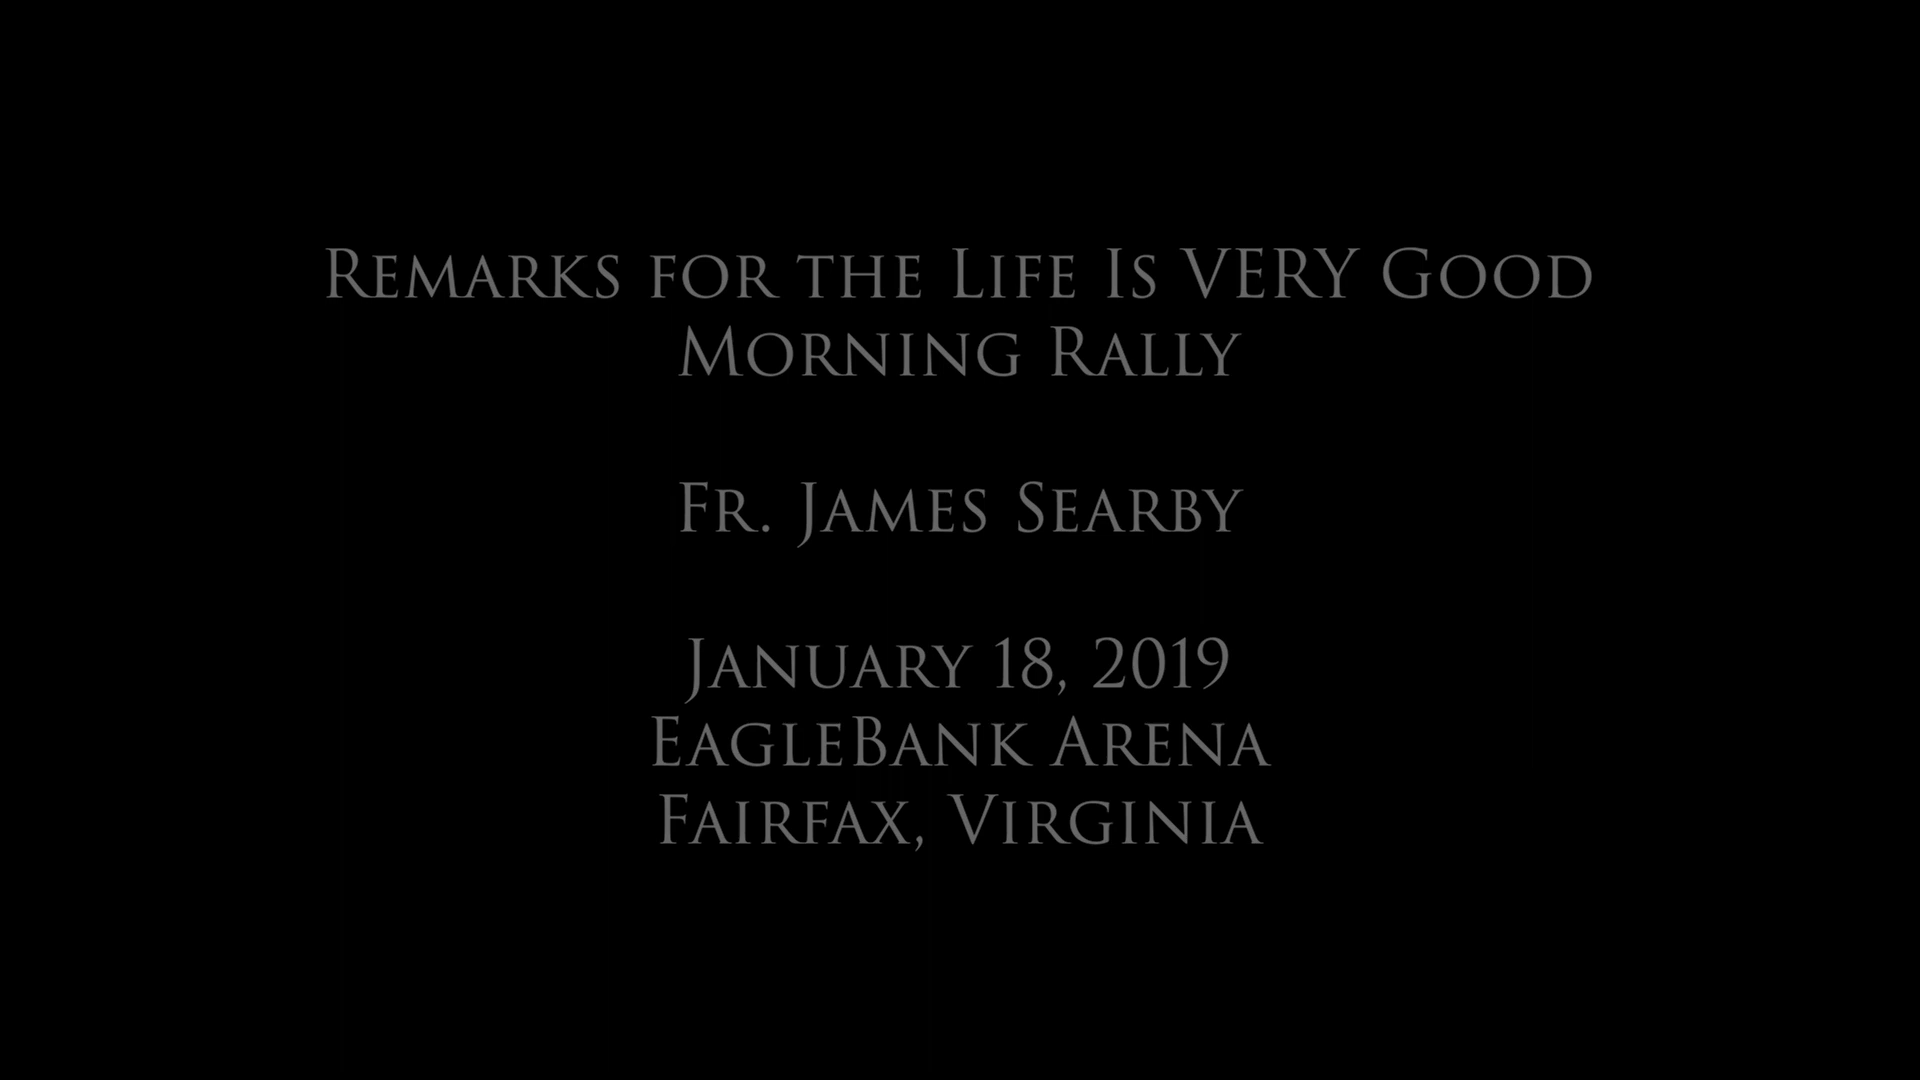 Remarks for the Life Is VERY Good
Morning Rally
Fr. James Searby
January 18, 2019
EagleBank Arena
Fairfax, Virginia